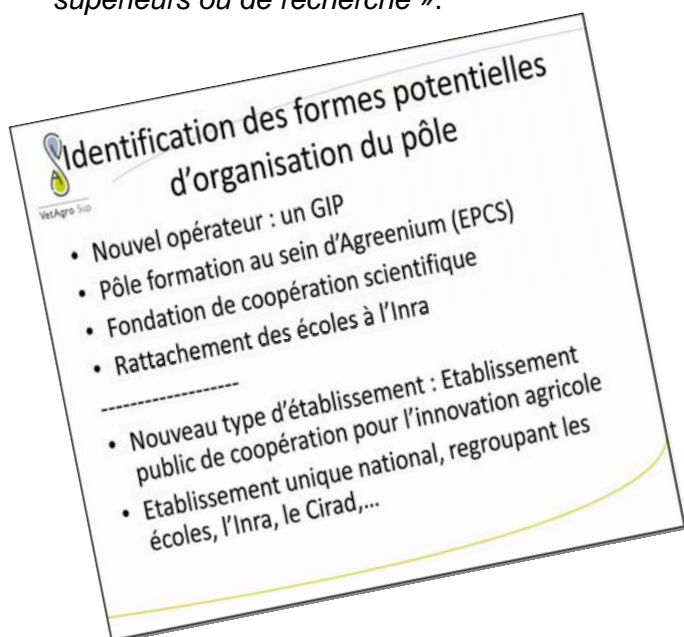 supérieurs ou de recherche ».
Identification des formes potentielles
d'organisation du pôle
VetAgro Sup
• Nouvel opérateur : un GIP
• Pôle formation au sein d'Agreenium (EPCS)
• Fondation de coopération scientifique
• Rattachement des écoles à l'Inra
-------------------
• Nouveau type d'établissement : Etablissement
public de coopération pour l'innovation agricole
• Etablissement unique national, regroupant les
écoles, l'Inra, le Cirad,...